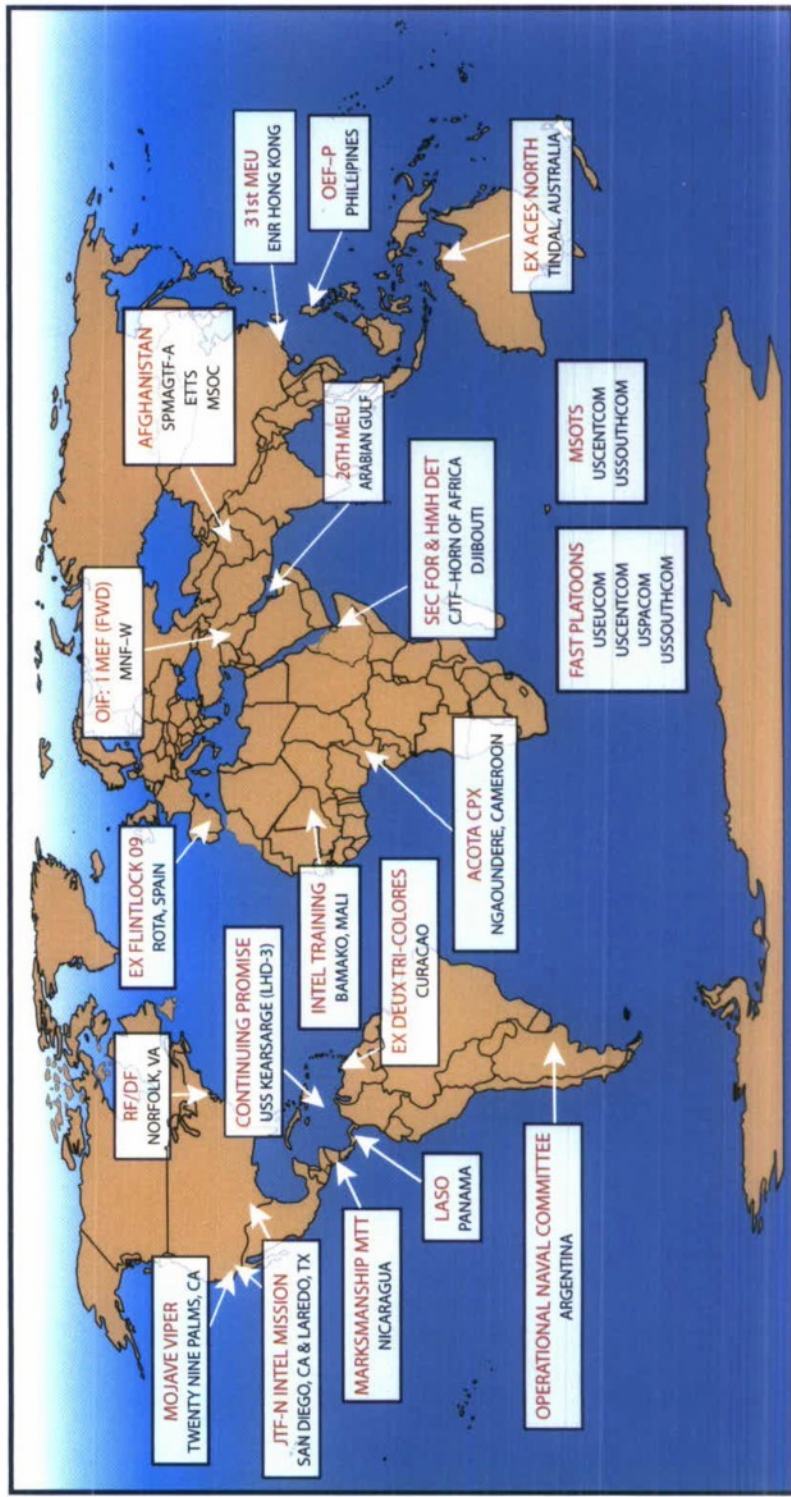 MOJAVE VIPER
TWENTY NINE PALMS, CA
JTF-N INTEL MISSION
SAN DIEGO, CA & LAREDO, TX
MARKSMANSHIP MTT
NICARAGUA
LASO
PANAMA
OPERATIONAL NAVAL COMMITTEE
ARGENTINA
RF/DF
NORFOLK, VA
CONTINUING PROMISE
USS KEARSARGE (LHD-3)
EX DEUX TRI-COLORES
CURACAO
EX FLINTLOCK 09
ROTA, SPAIN
INTEL TRAINING
BAMAKO, MALI
ACOTA CPX
NGAOUNDERE, CAMEROON
OIF: 1 MEF (FWD)
MNF-W
AFGHANISTAN
SPMAGTF-A
ETTS
MSOC
26TH MEU
ARABIAN GULF
SEC FOR & HMH DET
CJTF-HORN OF AFRICA
DJIBOUTI
FAST PLATOONS
USEUCOM
USCENTCOM
USPACOM
USSOUTHCOM
MSOTS
USCENTCOM
USSOUTHCOM
31st MEU
ENR HONG KONG
OEF-P
PHILLIPINES
EX ACES NORTH
TINDAL, AUSTRALIA